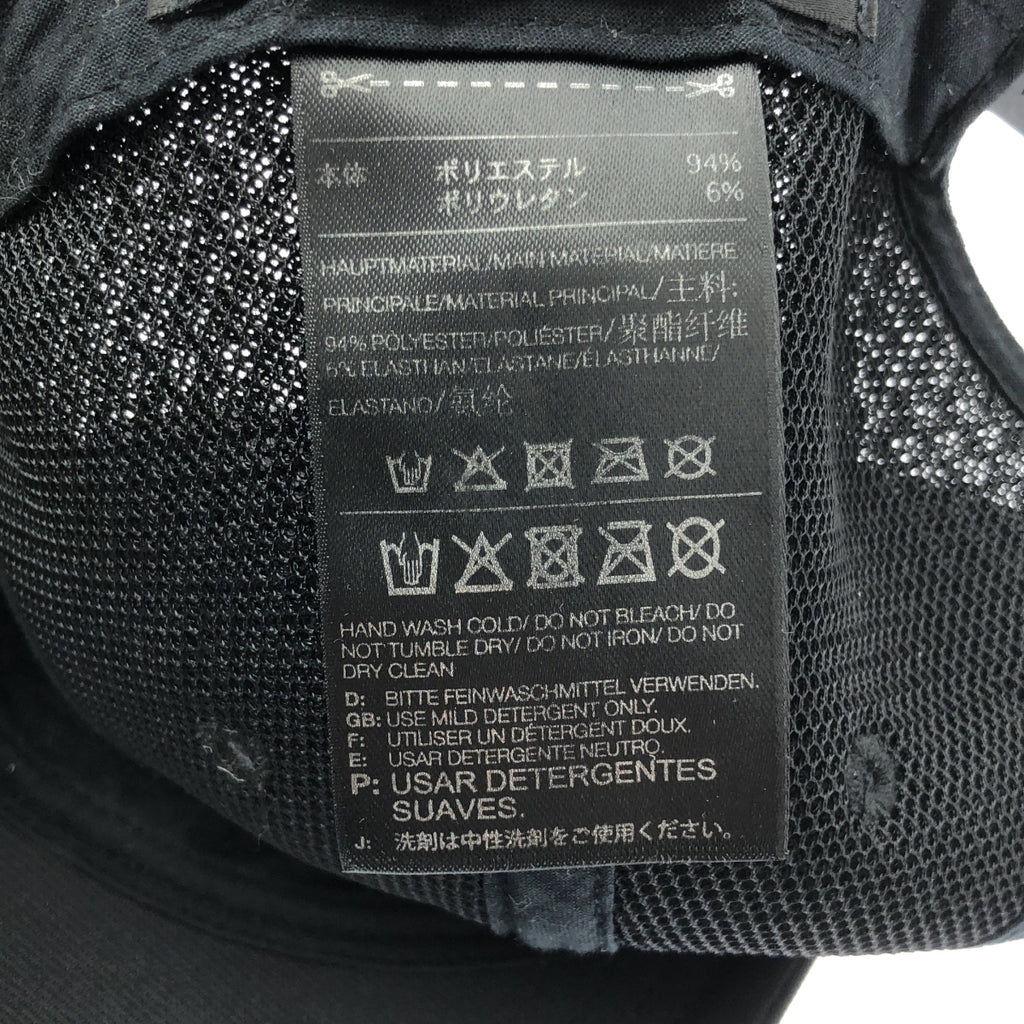 本体 ポリエステル 94%
ポリウレタン 6%
HAUPTMATERIAL/MAIN MATERIAL/MATIERE
PRINCIPALE/MATERIAL PRINCIPAL/主料:
94% POLYESTER/POLIÉSTER/聚酯纤维
6% ELASTHAN ELASTANE/ÉLASTHANNE/
ELASTANO/氨纶
HAND WASH COLD/ DO NOT BLEACH/ DO
NOT TUMBLE DRY/ DO NOT IRON/ DO NOT
DRY CLEAN
D: BITTE FEINWASCHMITTEL VERWENDEN.
GB: USE MILD DETERGENT ONLY.
F: UTILISER UN DÉTERGENT DOUX.
E: USAR DETERGENTE NEUTRO.
P: USAR DETERGENTES
SUAVES.
J: 洗剤は中性洗剤をご使用ください。